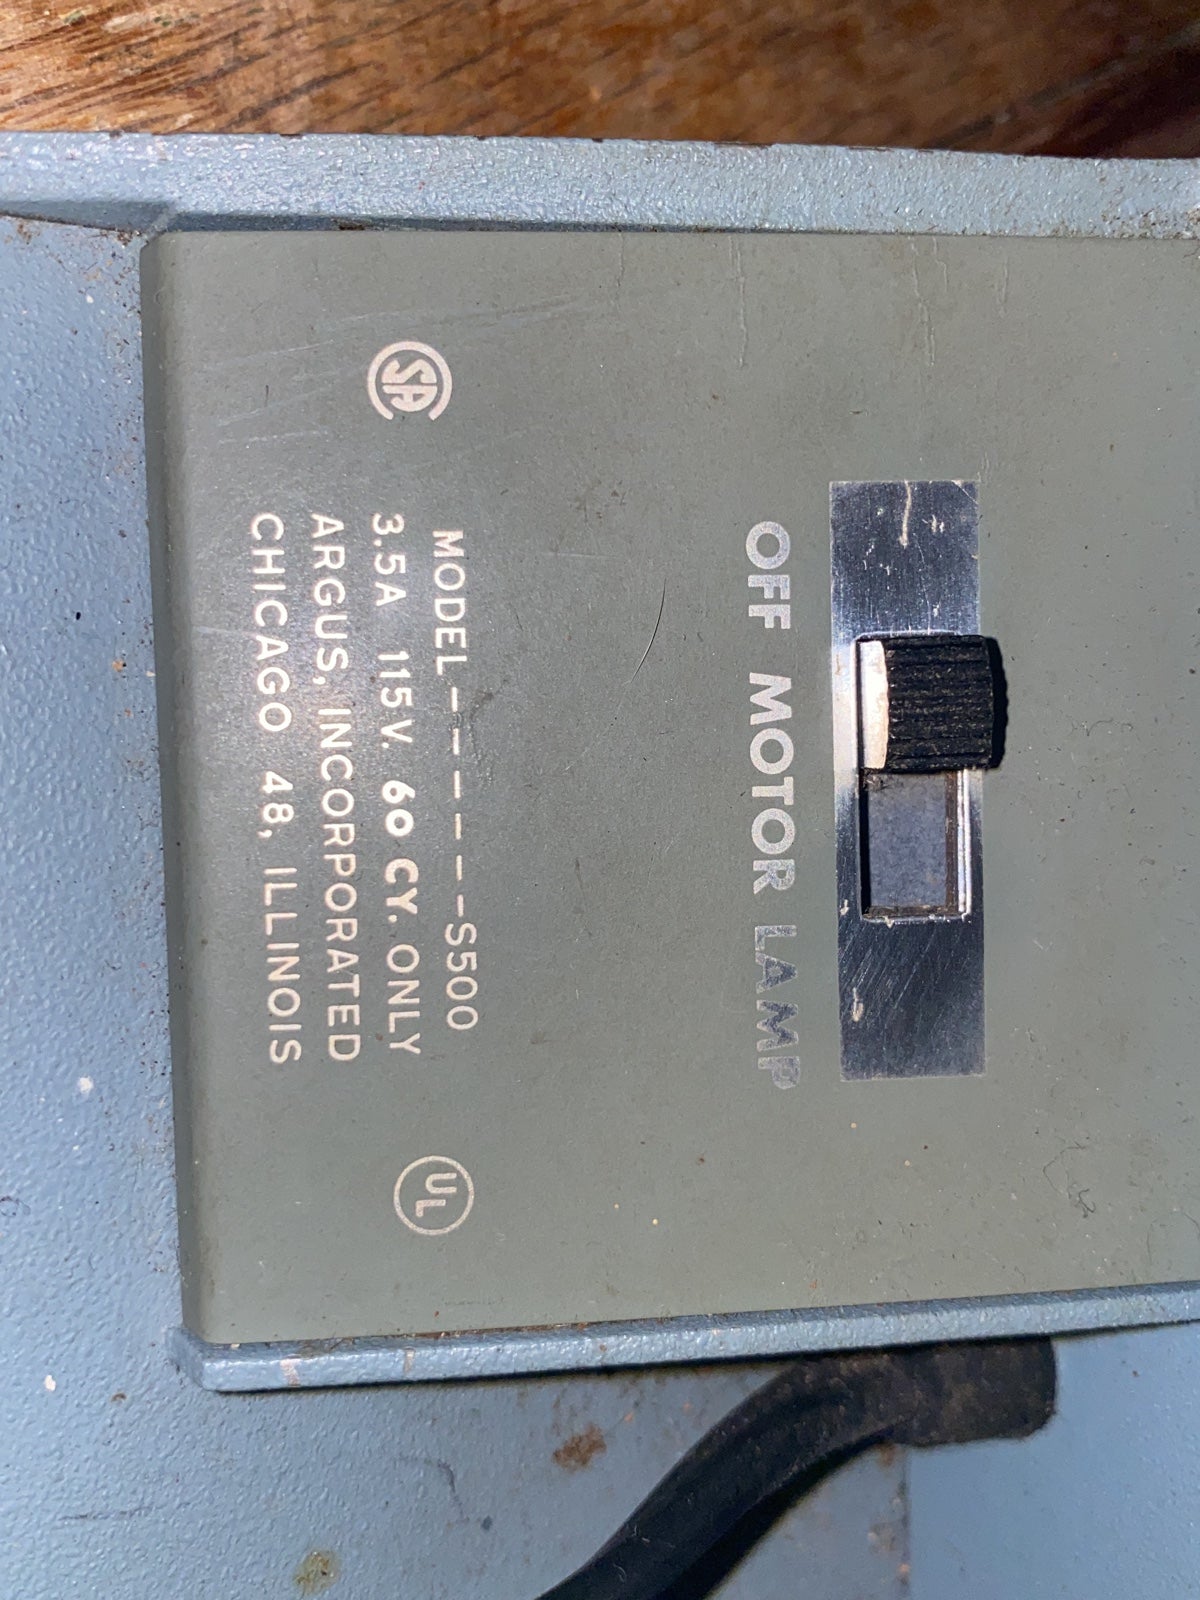 OFF MOTOR LAMP
MODEL-------S500
3.5A 115V. 60 CY. ONLY
ARGUS, INCORPORATED
CHICAGO 48, ILLINOIS
SA
UL